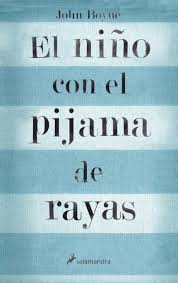 John Boyne
El niño
con el
pijama
de
rayas
salamandra